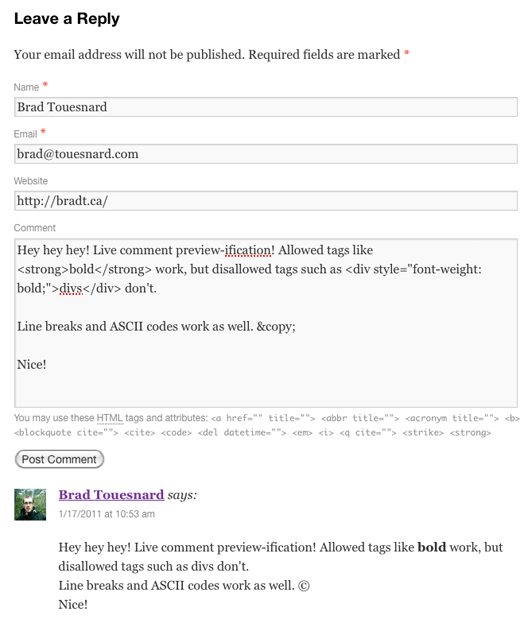 Leave a Reply
Your email address will not be published. Required fields are marked *
Name *
Brad Touesnard
Email *
brad@touesnard.com
Website
http://bradt.ca/
Comment
Hey hey hey! Live comment preview-ification! Allowed tags like
<strong>bold</strong> work, but disallowed tags such as <div style="font-weight:
bold;">divs</div> don't.
Line breaks and ASCII codes work as well. &copy;
Nice!
You may use these HTML tags and attributes: <a href="" title=""> <abbr title=""> <acronym title=""> <b>
<blockquote cite=""> <cite> <code> <del datetime=""> <em> <i> <q cite=""> <strike> <strong>
Post Comment
Brad Touesnard says:
1/17/2011 at 10:53 am
Hey hey hey! Live comment preview-ification! Allowed tags like bold work, but
disallowed tags such as divs don't.
Line breaks and ASCII codes work as well. ©
Nice!